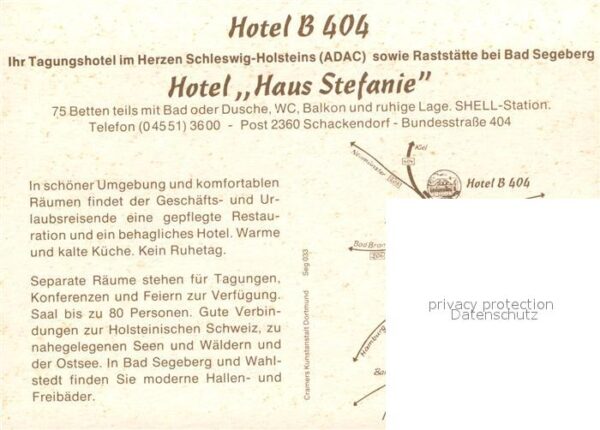 Hotel B 404
Ihr Tagungshotel im Herzen Schleswig-Holsteins (ADAC) sowie Raststätte bei Bad Segeberg
Hotel ,,Haus Stefanie"
75 Betten teils mit Bad oder Dusche, WC, Balkon und ruhige Lage. SHELL-Station.
Telefon (04551) 3600 - Post 2360 Schackendorf - Bundesstraße 404
In schöner Umgebung und komfortablen
Räumen findet der Geschäfts- und Ur-
laubsreisende eine gepflegte Restau-
ration und ein behagliches Hotel. Warme
und kalte Küche. Kein Ruhetag.
Separate Räume stehen für Tagungen,
Konferenzen und Feiern zur Verfügung.
Saal bis zu 80 Personen. Gute Verbin-
dungen zur Holsteinischen Schweiz, zu
nahegelegenen Seen und Wäldern und
der Ostsee. In Bad Segeberg und Wahl-
stedt finden Sie moderne Hallen- und
Freibäder.
Cramers Kunstanstalt Dortmund Seg 033
Kiel
Neumünster
Hotel B 404
Bad Bram
206
Hamburg
Ba
privacy protection
Datenschutz